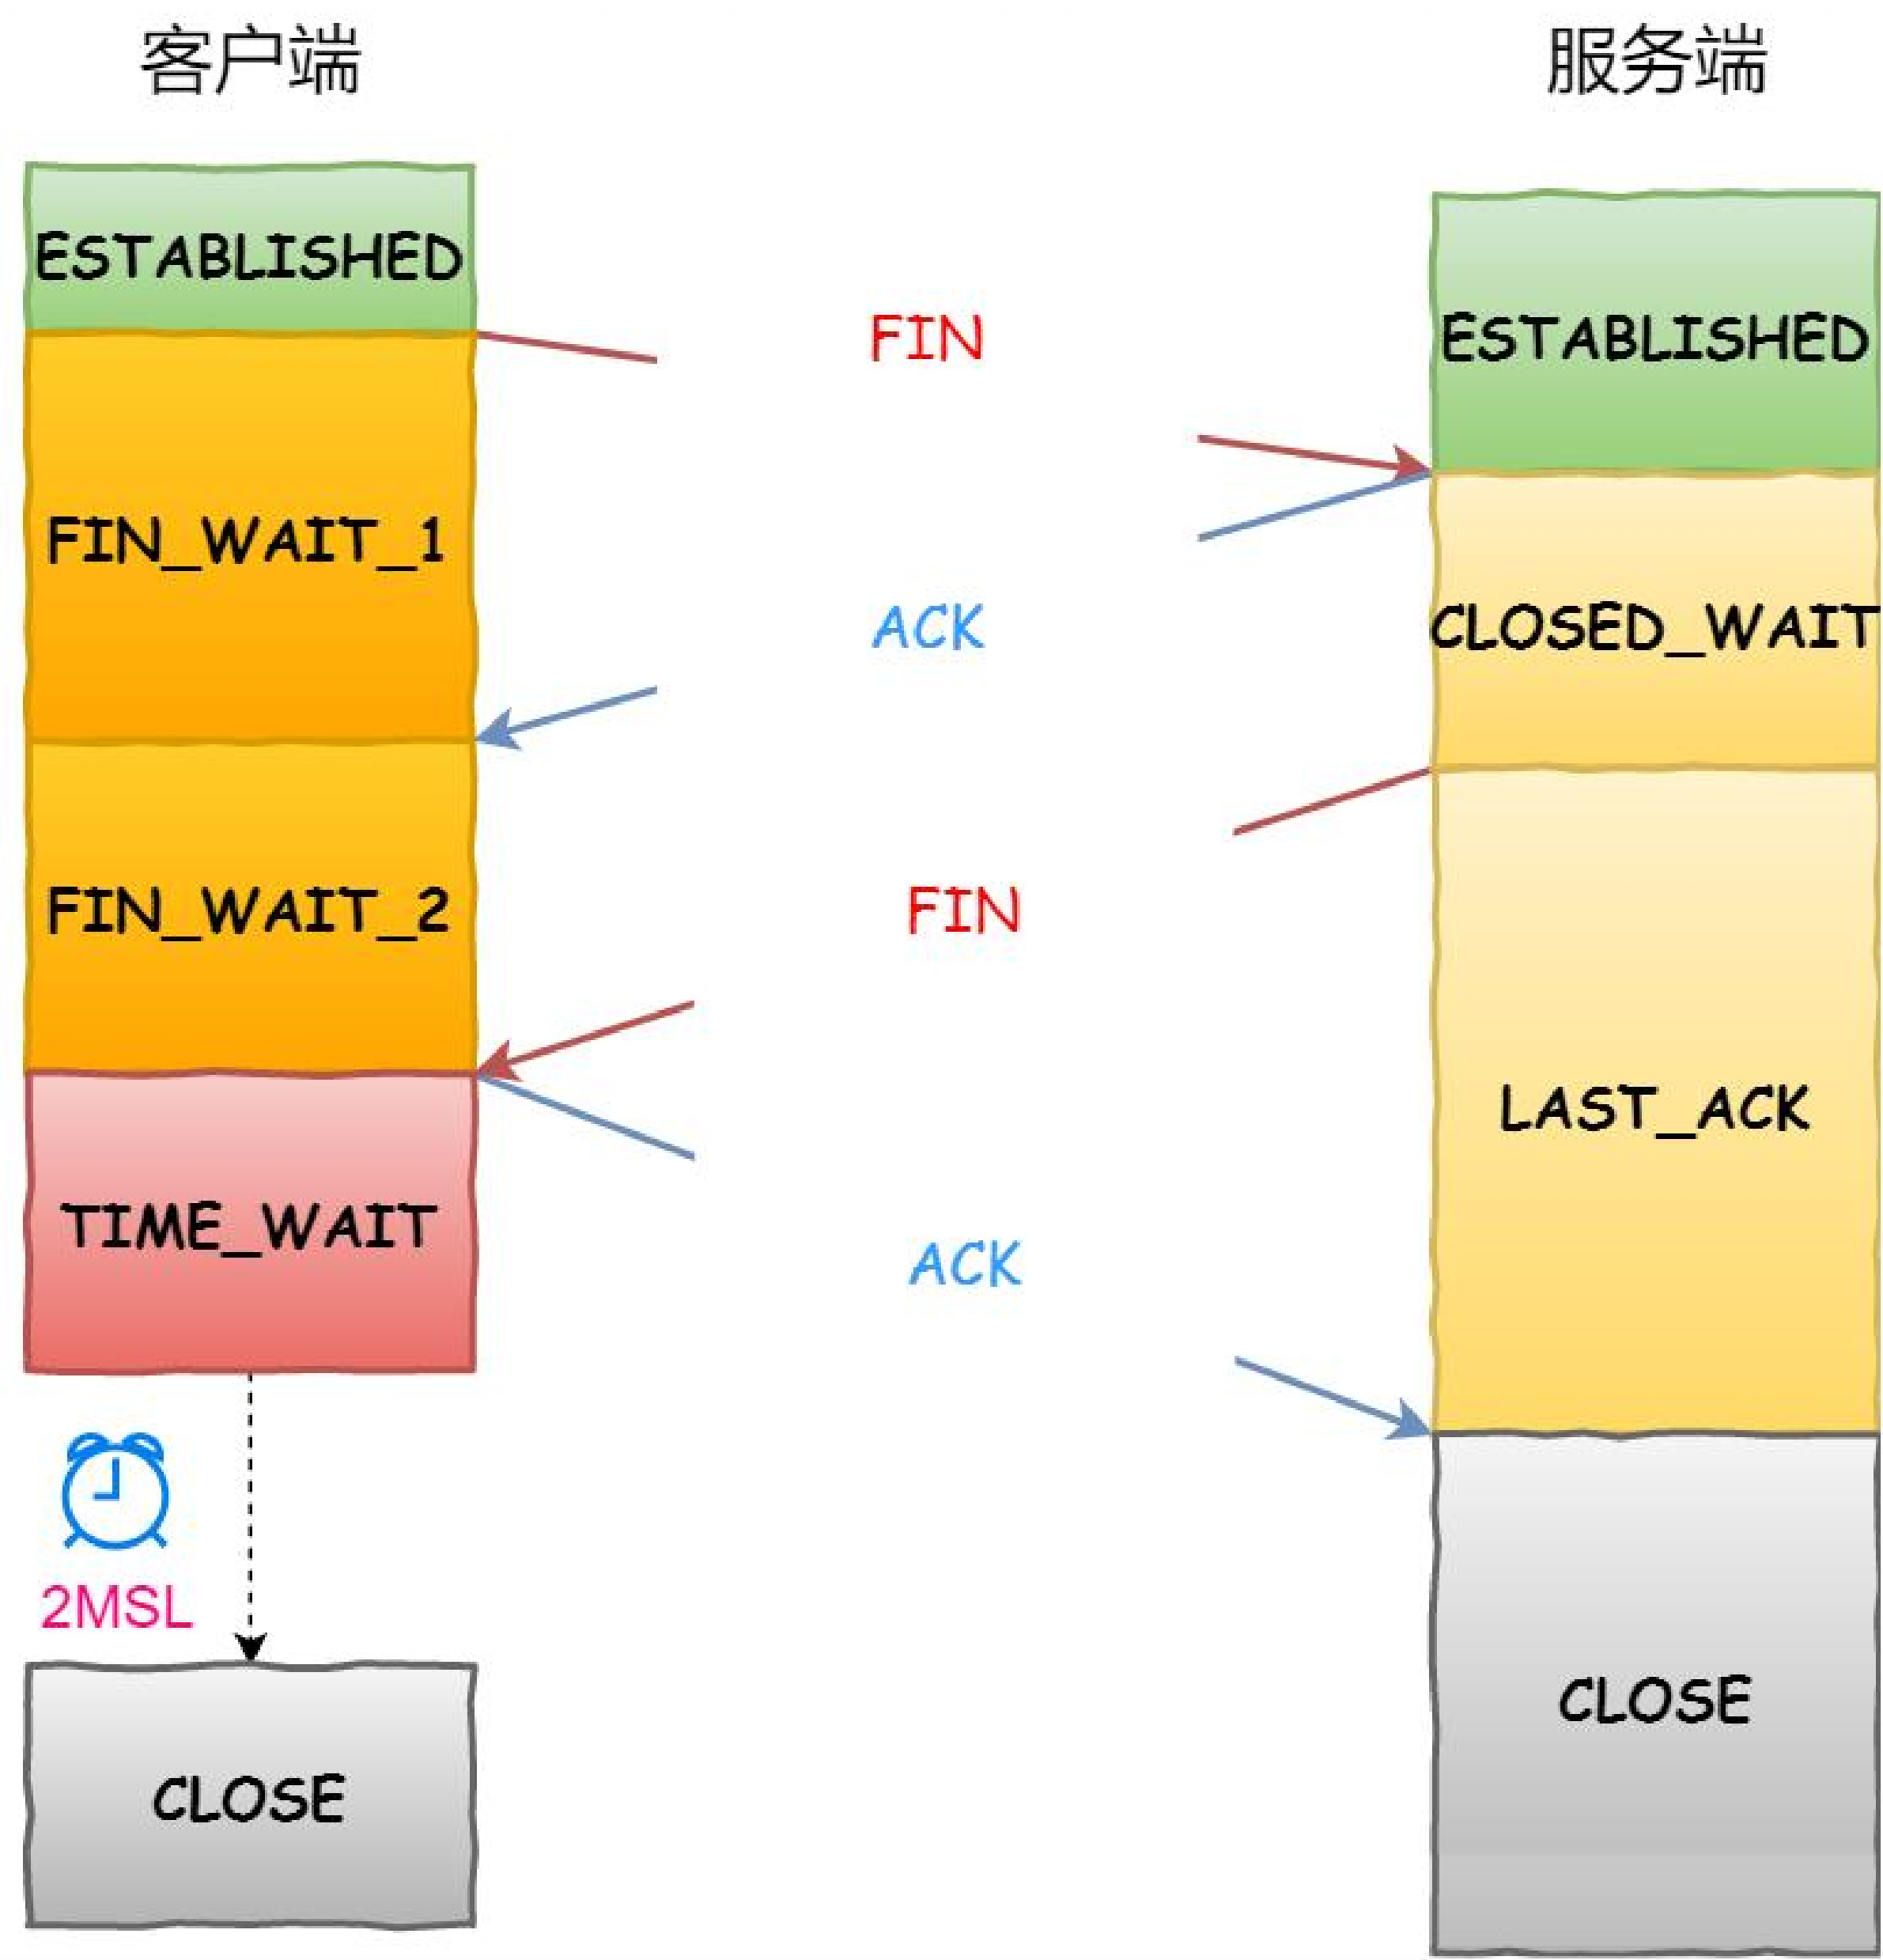 客户端
服务端
ESTABLISHED
FIN
ESTABLISHED
FIN_WAIT_1
ACK
CLOSED_WAIT
FIN_WAIT_2
FIN
LAST_ACK
TIME_WAIT
ACK
2MSL
CLOSE
CLOSE